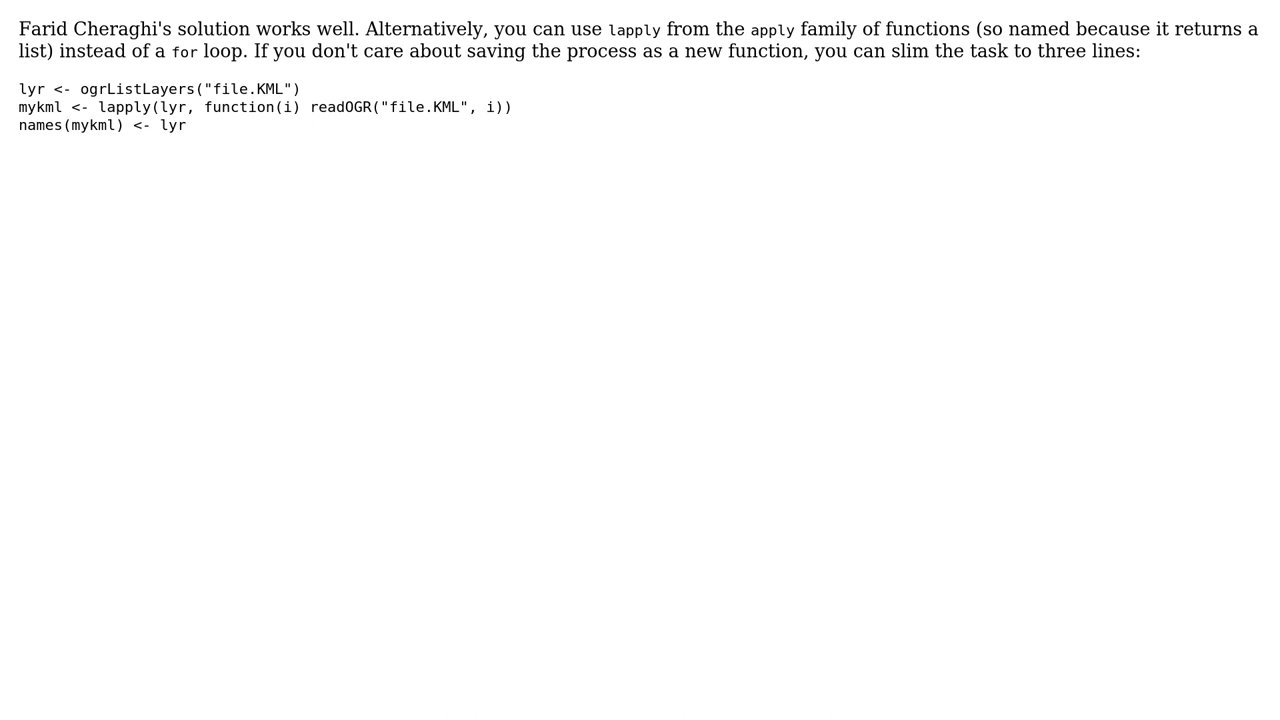 Farid Cheraghi's solution works well. Alternatively, you can use lapply from the apply family of functions (so named because it returns a
list) instead of a for loop. If you don't care about saving the process as a new function, you can slim the task to three lines:
lyr <- ogrListLayers("file.KML")
mykml <- lapply(lyr, function(i) readOGR("file.KML", i))
names(mykml) <- lyr